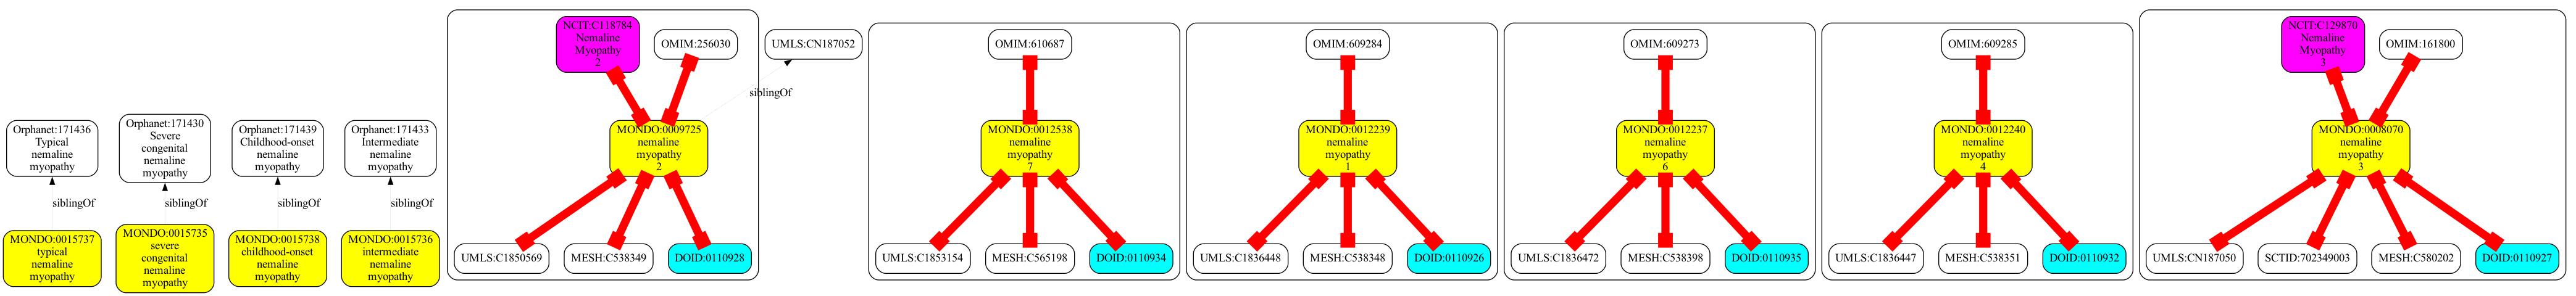 Orphanet:171436
Typical
nemaline
myopathy
siblingOf
MONDO:0015737
typical
nemaline
myopathy
Orphanet:171430
Severe
congenital
nemaline
myopathy
siblingOf
MONDO:0015735
severe
congenital
nemaline
myopathy
Orphanet:171439
Childhood-onset
nemaline
myopathy
siblingOf
MONDO:0015738
childhood-onset
nemaline
myopathy
Orphanet:171433
Intermediate
nemaline
myopathy
siblingOf
MONDO:0015736
intermediate
nemaline
myopathy
NCIT:C118784
Nemaline
Myopathy
2
OMIM:256030
UMLS:CN187052
siblingOf
MONDO:0009725
nemaline
myopathy
2
UMLS:C1850569
MESH:C538349
DOID:0110928
OMIM:610687
MONDO:0012538
nemaline
myopathy
7
UMLS:C1853154
MESH:C565198
DOID:0110934
OMIM:609284
MONDO:0012239
nemaline
myopathy
1
UMLS:C1836448
MESH:C538348
DOID:0110926
OMIM:609273
MONDO:0012237
nemaline
myopathy
6
UMLS:C1836472
MESH:C538398
DOID:0110935
OMIM:609285
MONDO:0012240
nemaline
myopathy
4
UMLS:C1836447
MESH:C538351
DOID:0110932
NCIT:C129870
Nemaline
Myopathy
3
OMIM:161800
MONDO:0008070
nemaline
myopathy
3
UMLS:CN187050
SCTID:702349003
MESH:C580202
DOID:0110927